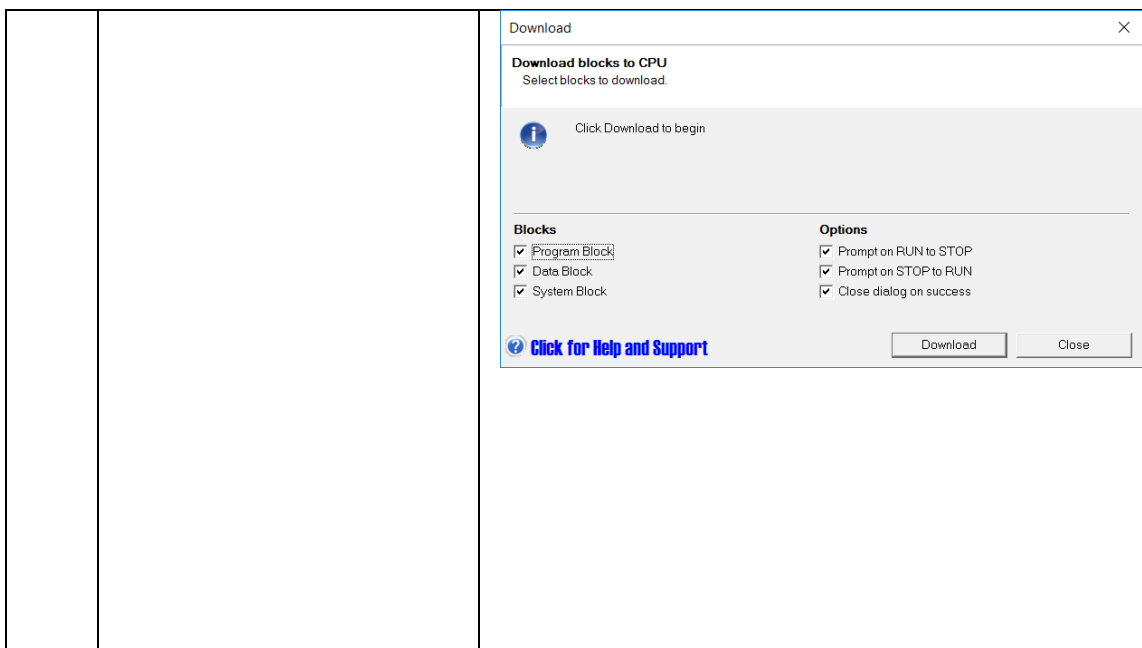 Download
Download blocks to CPU
Select blocks to download.
Click Download to begin
Blocks
Program Block
Data Block
System Block
Options
Prompt on RUN to STOP
Prompt on STOP to RUN
Close dialog on success
Click for Help and Support
Download
Close